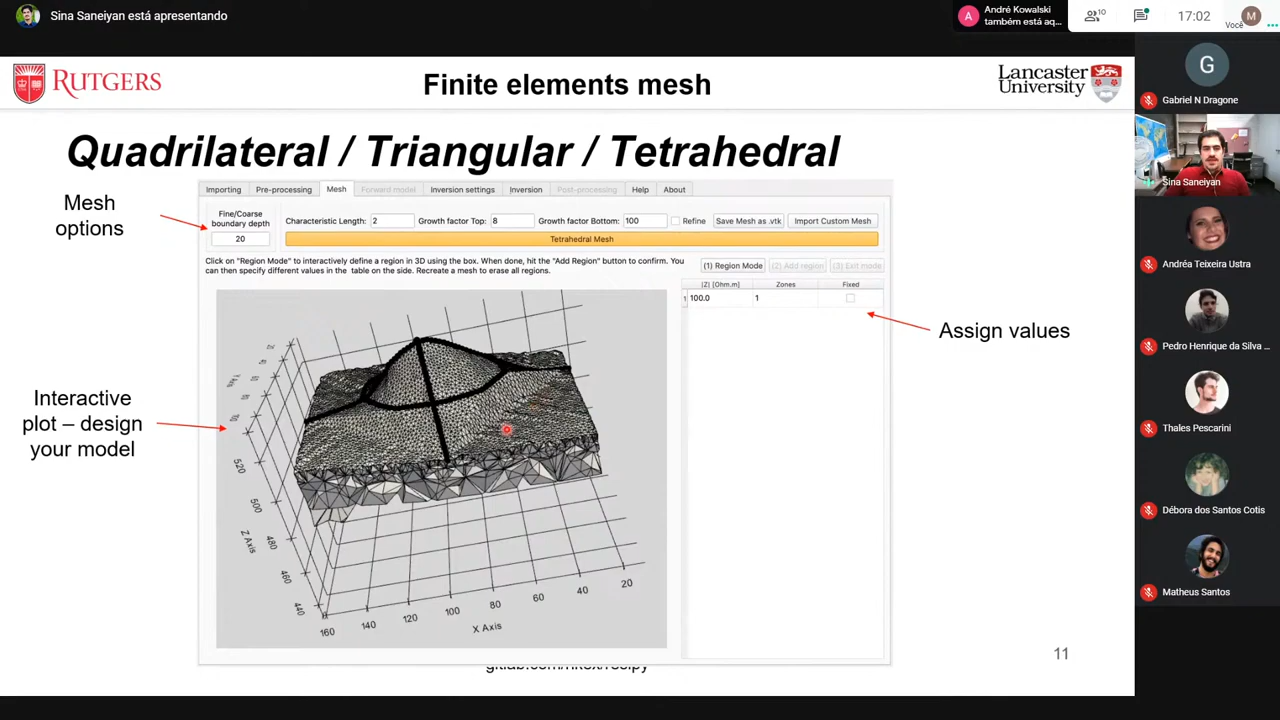 Sina Saneiyan está apresentando
André Kowalski
também está aq...
10
17:02
Você
M
RUTGERS
Finite elements mesh
Lancaster
University
Quadrilateral / Triangular / Tetrahedral
Mesh
options
Importing
Pre-processing
Mesh
Forward model
Inversion settings
Inversion
Post-processing
Help
About
Fine/Coarse
boundary depth
20
Characteristic Length: 2
Growth factor Top: 8
Growth factor Bottom: 100
Refine
Save Mesh as .vtk
Import Custom Mesh
Tetrahedral Mesh
Click on "Region Mode" to interactively define a region in 3D using the box. When done, hit the "Add Region" button to confirm. You
can then specify different values in the table on the side. Recreate a mesh to erase all regions.
(1) Region Mode
(2) Add region
(3) Exit mode
|Z| [Ohm.m]
Zones
Fixed
1
100.0
1
Assign values
Interactive
plot – design
your model
520
500
480
460
440
Z Axis
160
140
120
100
80
60
40
20
X Axis
11
G
Gabriel N Dragone
Sina Saneiyan
Andréa Teixeira Ustra
Pedro Henrique da Silva ...
Thales Pescarini
Débora dos Santos Cotis
Matheus Santos